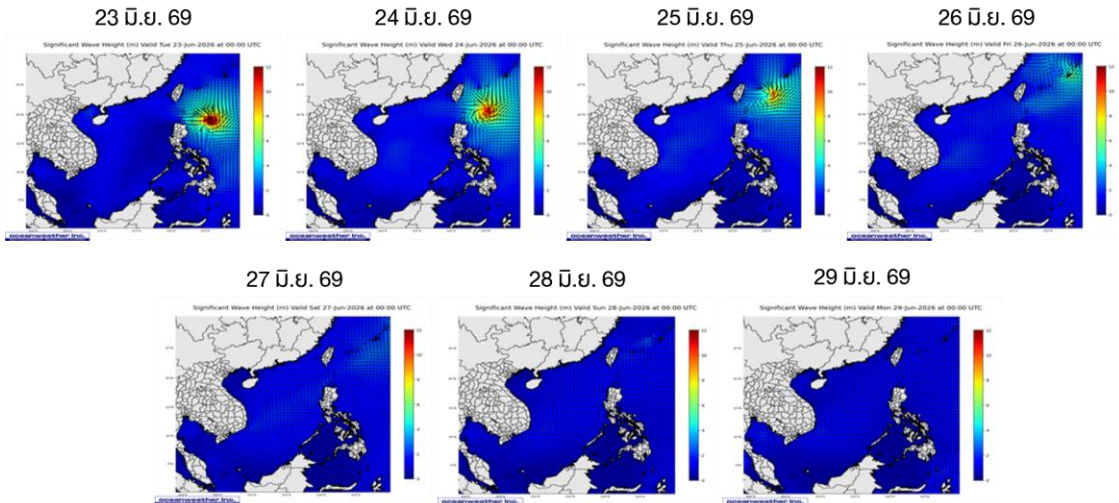 23 มิ.ย. 69
Significant Wave Height (m) Valid Tue 23-Jun-2026 at 00:00 UTC
oceanweather inc.
24 มิ.ย. 69
Significant Wave Height (m) Valid Wed 24-Jun-2026 at 00:00 UTC
oceanweather inc.
25 มิ.ย. 69
Significant Wave Height (m) Valid Thu 25-Jun-2026 at 00:00 UTC
oceanweather inc.
26 มิ.ย. 69
Significant Wave Height (m) Valid Fri 26-Jun-2026 at 00:00 UTC
oceanweather inc.
27 มิ.ย. 69
Significant Wave Height (m) Valid Sat 27-Jun-2026 at 00:00 UTC
oceanweather inc.
28 มิ.ย. 69
Significant Wave Height (m) Valid Sun 28-Jun-2026 at 00:00 UTC
oceanweather inc.
29 มิ.ย. 69
Significant Wave Height (m) Valid Mon 29-Jun-2026 at 00:00 UTC
oceanweather inc.